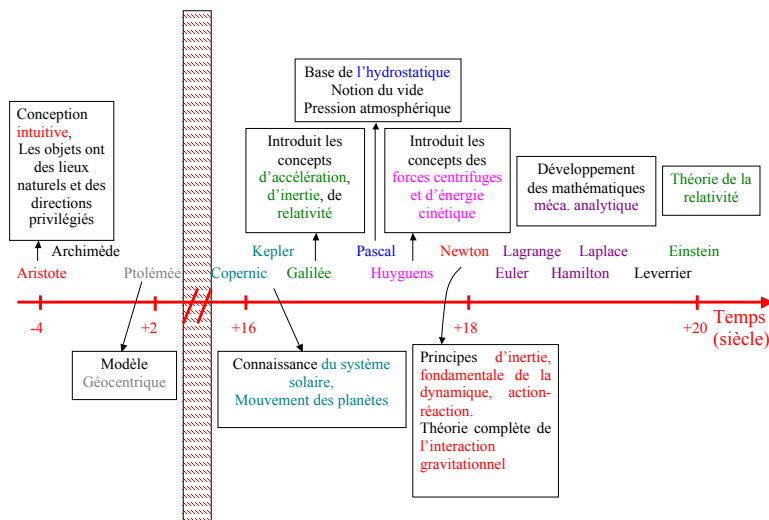 Base de l'hydrostatique
Notion du vide
Pression atmosphérique
Conception
intuitive,
Les objets ont
des lieux
naturels et des
directions
privilégiés
Introduit les
concepts
d'accélération,
d'inertie, de
relativité
Introduit les
concepts des
forces centrifuges
et d'énergie
cinétique
Développement
des mathématiques
méca. analytique
Théorie de la
relativité
Archimède
Kepler
Pascal
Newton
Lagrange
Laplace
Einstein
Aristote
Ptolémée
Copernic
Galilée
Huyguens
Euler
Hamilton
Leverrier
-4
+2
+16
+18
+20
Temps
(siècle)
Modèle
Géocentrique
Connaissance du système
solaire,
Mouvement des planètes
Principes d'inertie,
fondamentale de la
dynamique, action-
réaction.
Théorie complète de
l'interaction
gravitationnel